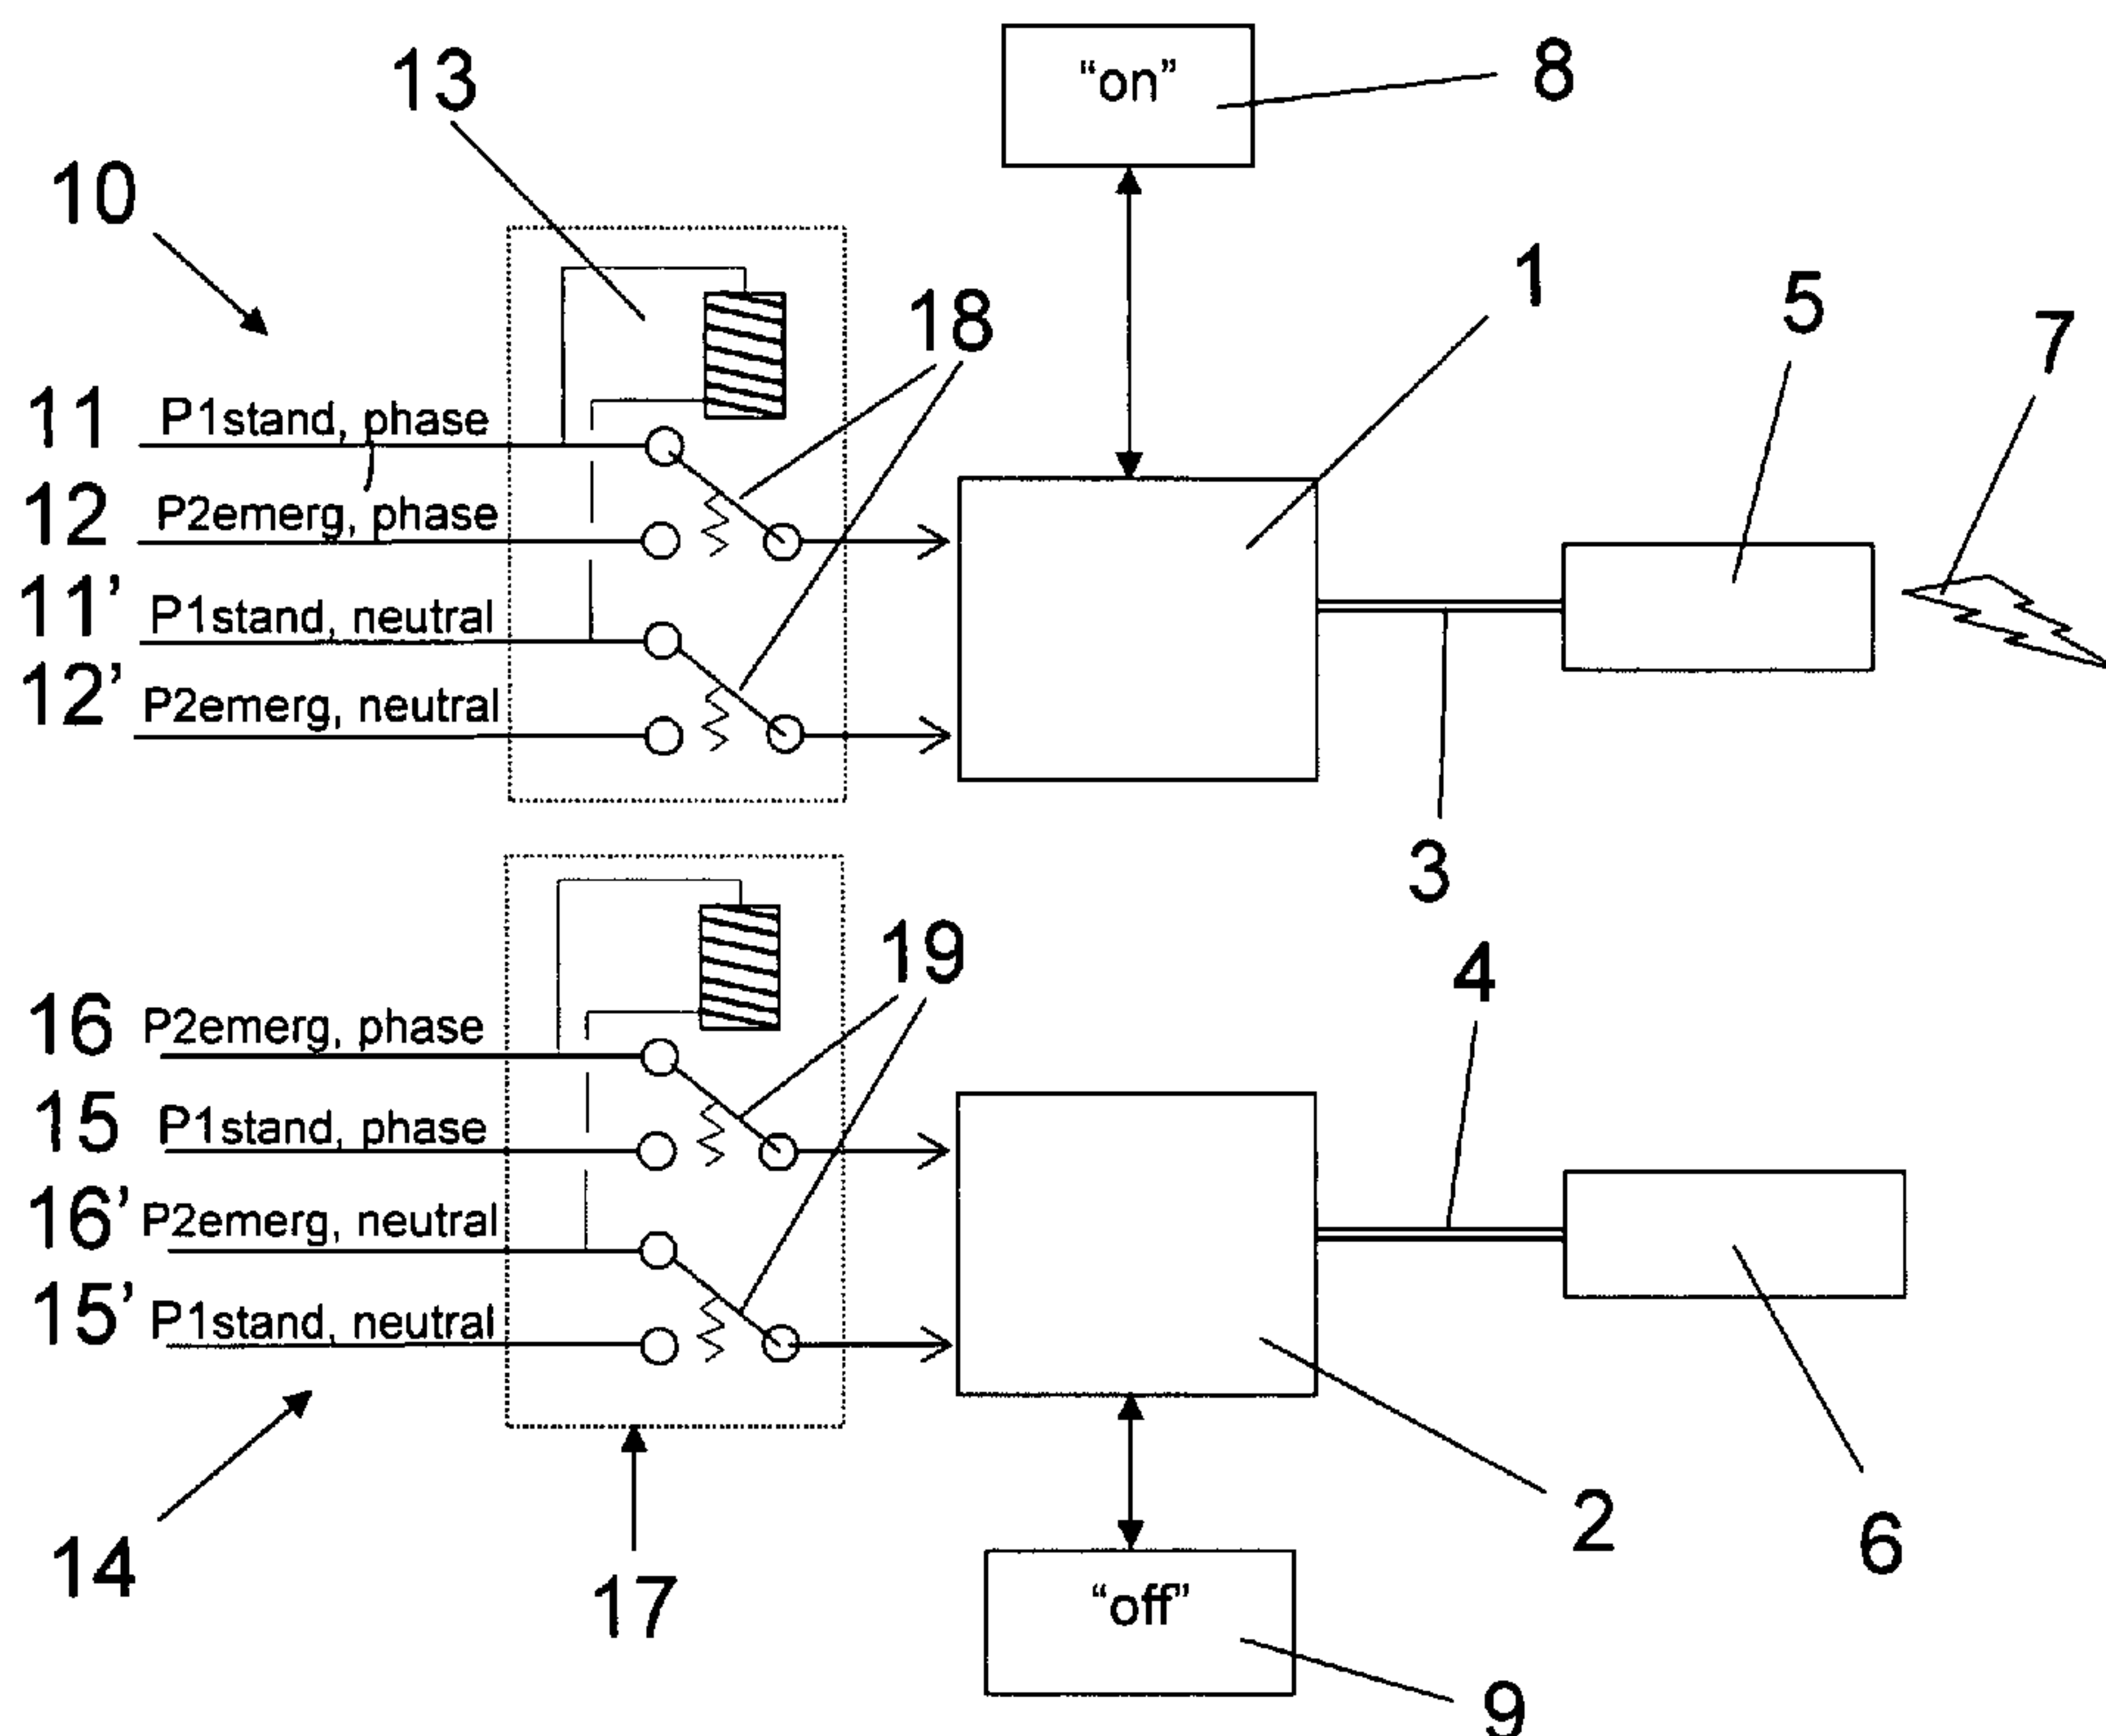 “on”
8
13
10
18
1
5
7
11 P1stand, phase
12 P2emerg, phase
11’ P1stand, neutral
12’ P2emerg, neutral
3
19
4
16 P2emerg, phase
15 P1stand, phase
16’ P2emerg, neutral
15’ P1stand, neutral
14
17
2
6
“off”
9